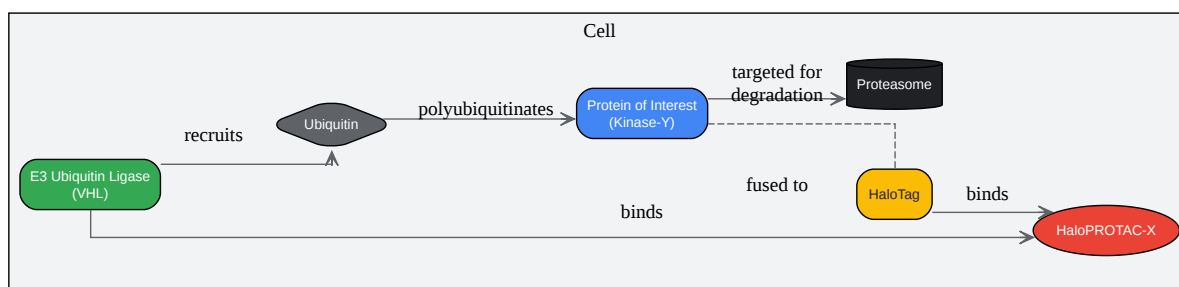 Cell
targeted for
degradation
Proteasome
Protein of Interest
(Kinase-Y)
polyubiquitinates
Ubiquitin
recruits
E3 Ubiquitin Ligase
(VHL)
fused to
HaloTag
binds
binds
HaloPROTAC-X